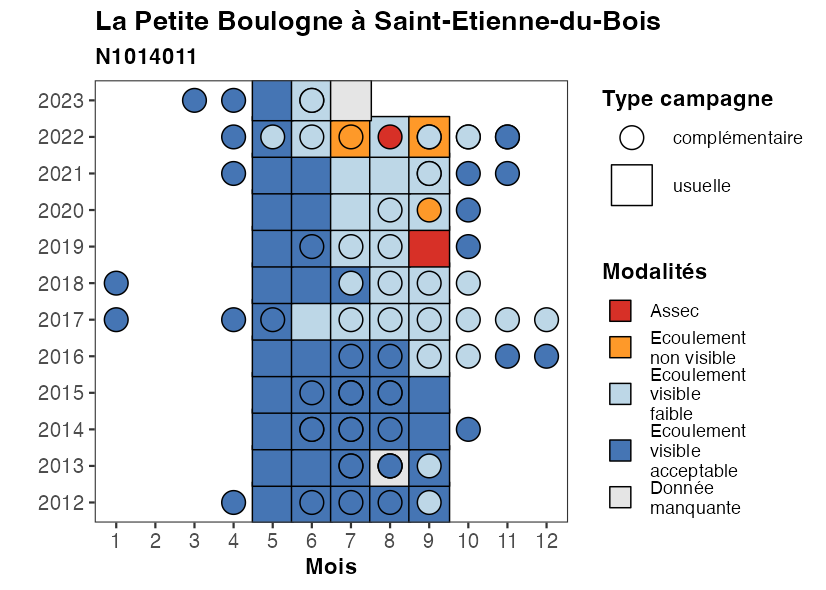 La Petite Boulogne à Saint-Etienne-du-Bois
N1014011
2023
2022
2021
2020
2019
2018
2017
2016
2015
2014
2013
2012
1 2 3 4 5 6 7 8 9 10 11 12
Mois
Type campagne
complémentaire
usuelle
Modalités
Assec
Ecoulement
non visible
Ecoulement
visible
faible
Ecoulement
visible
acceptable
Donnée
manquante